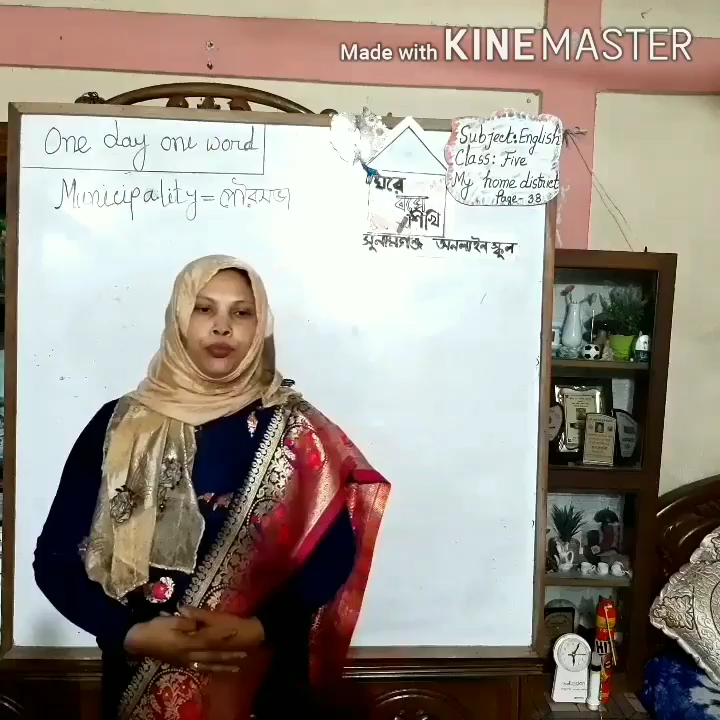 Made with KINEMASTER
One day one word
Municipality = পৌরসভা
Subject: English
Class: Five
My home district
Page- 38
ঘরে
বসে
শিখি
সুনামগঞ্জ অনলাইন স্কুল